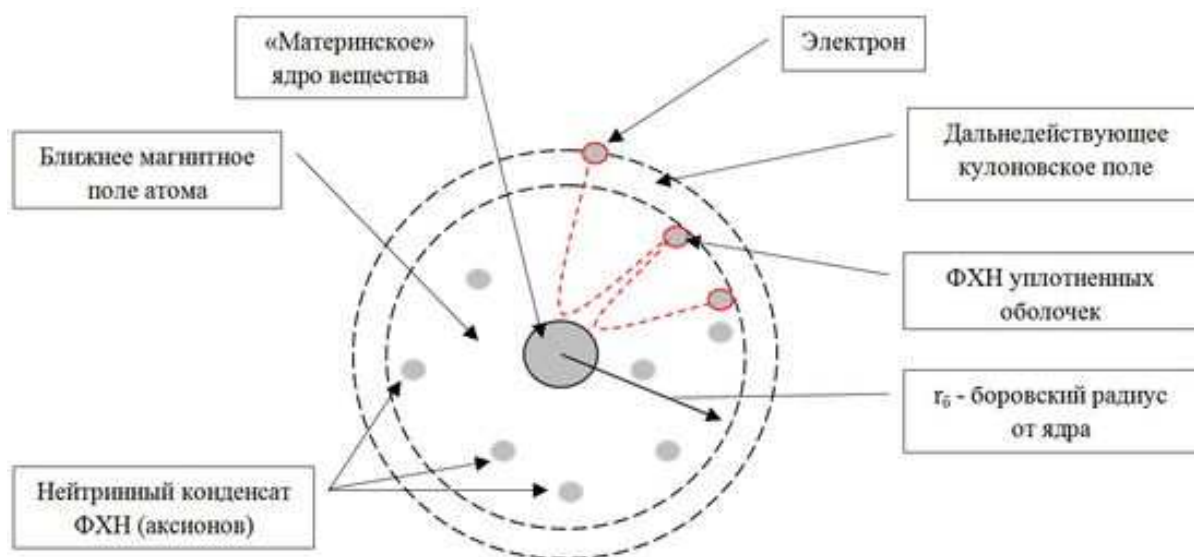 «Материнское»
ядро вещества
Электрон
Ближнее магнитное
поле атома
Дальнедействующее
кулоновское поле
ФХН уплотненных
оболочек
rб - боровский радиус
от ядра
Нейтринный конденсат
ФХН (аксионов)